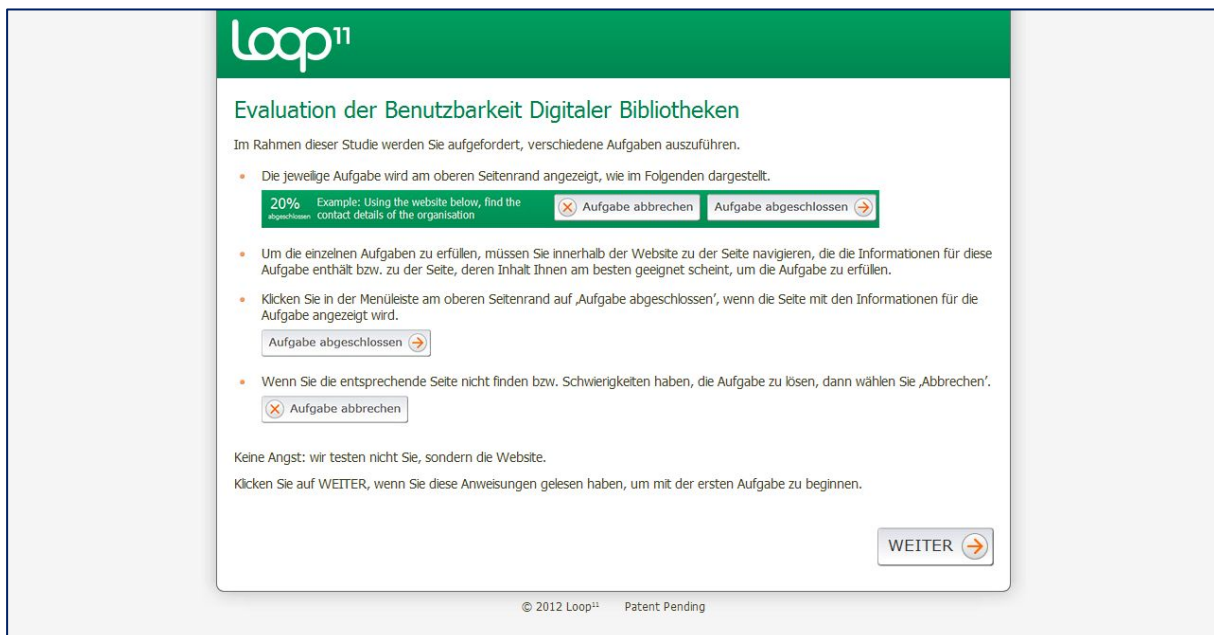 Loop11
Evaluation der Benutzbarkeit Digitaler Bibliotheken
Im Rahmen dieser Studie werden Sie aufgefordert, verschiedene Aufgaben auszuführen.
Die jeweilige Aufgabe wird am oberen Seitenrand angezeigt, wie im Folgenden dargestellt.
20% Example: Using the website below, find the
abgeschlossen contact details of the organisation
Aufgabe abbrechen Aufgabe abgeschlossen
Um die einzelnen Aufgaben zu erfüllen, müssen Sie innerhalb der Website zu der Seite navigieren, die die Informationen für diese
Aufgabe enthält bzw. zu der Seite, deren Inhalt Ihnen am besten geeignet scheint, um die Aufgabe zu erfüllen.
Klicken Sie in der Menüleiste am oberen Seitenrand auf ‚Aufgabe abgeschlossen’, wenn die Seite mit den Informationen für die
Aufgabe angezeigt wird.
Aufgabe abgeschlossen
Wenn Sie die entsprechende Seite nicht finden bzw. Schwierigkeiten haben, die Aufgabe zu lösen, dann wählen Sie ‚Abbrechen’.
Aufgabe abbrechen
Keine Angst: wir testen nicht Sie, sondern die Website.
Klicken Sie auf WEITER, wenn Sie diese Anweisungen gelesen haben, um mit der ersten Aufgabe zu beginnen.
WEITER
© 2012 Loop11 Patent Pending